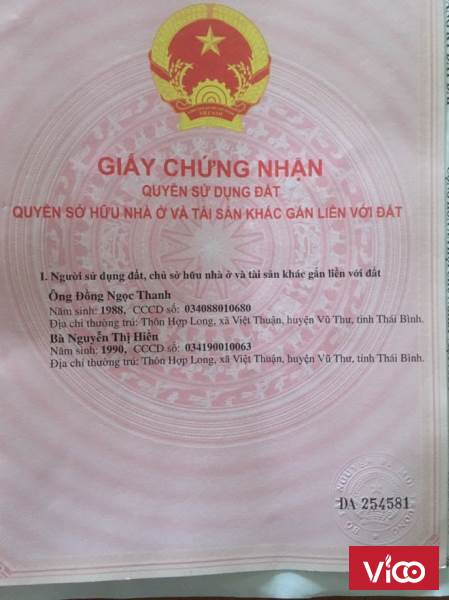 GIẤY CHỨNG NHẬN
QUYỀN SỬ DỤNG ĐẤT
QUYỀN SỞ HỮU NHÀ Ở VÀ TÀI SẢN KHÁC GẮN LIỀN VỚI ĐẤT
I. Người sử dụng đất, chủ sở hữu nhà ở và tài sản khác gắn liền với đất
Ông Đồng Ngọc Thanh
Năm sinh: 1988, CCCD số: 034088010680
Địa chỉ thường trú: Thôn Hợp Long, xã Việt Thuận, huyện Vũ Thư, tỉnh Thái Bình.
Bà Nguyễn Thị Hiền
Năm sinh: 1990, CCCD số: 034190010063
Địa chỉ thường trú: Thôn Hợp Long, xã Việt Thuận, huyện Vũ Thư, tỉnh Thái Bình.
DA 254581
Vico